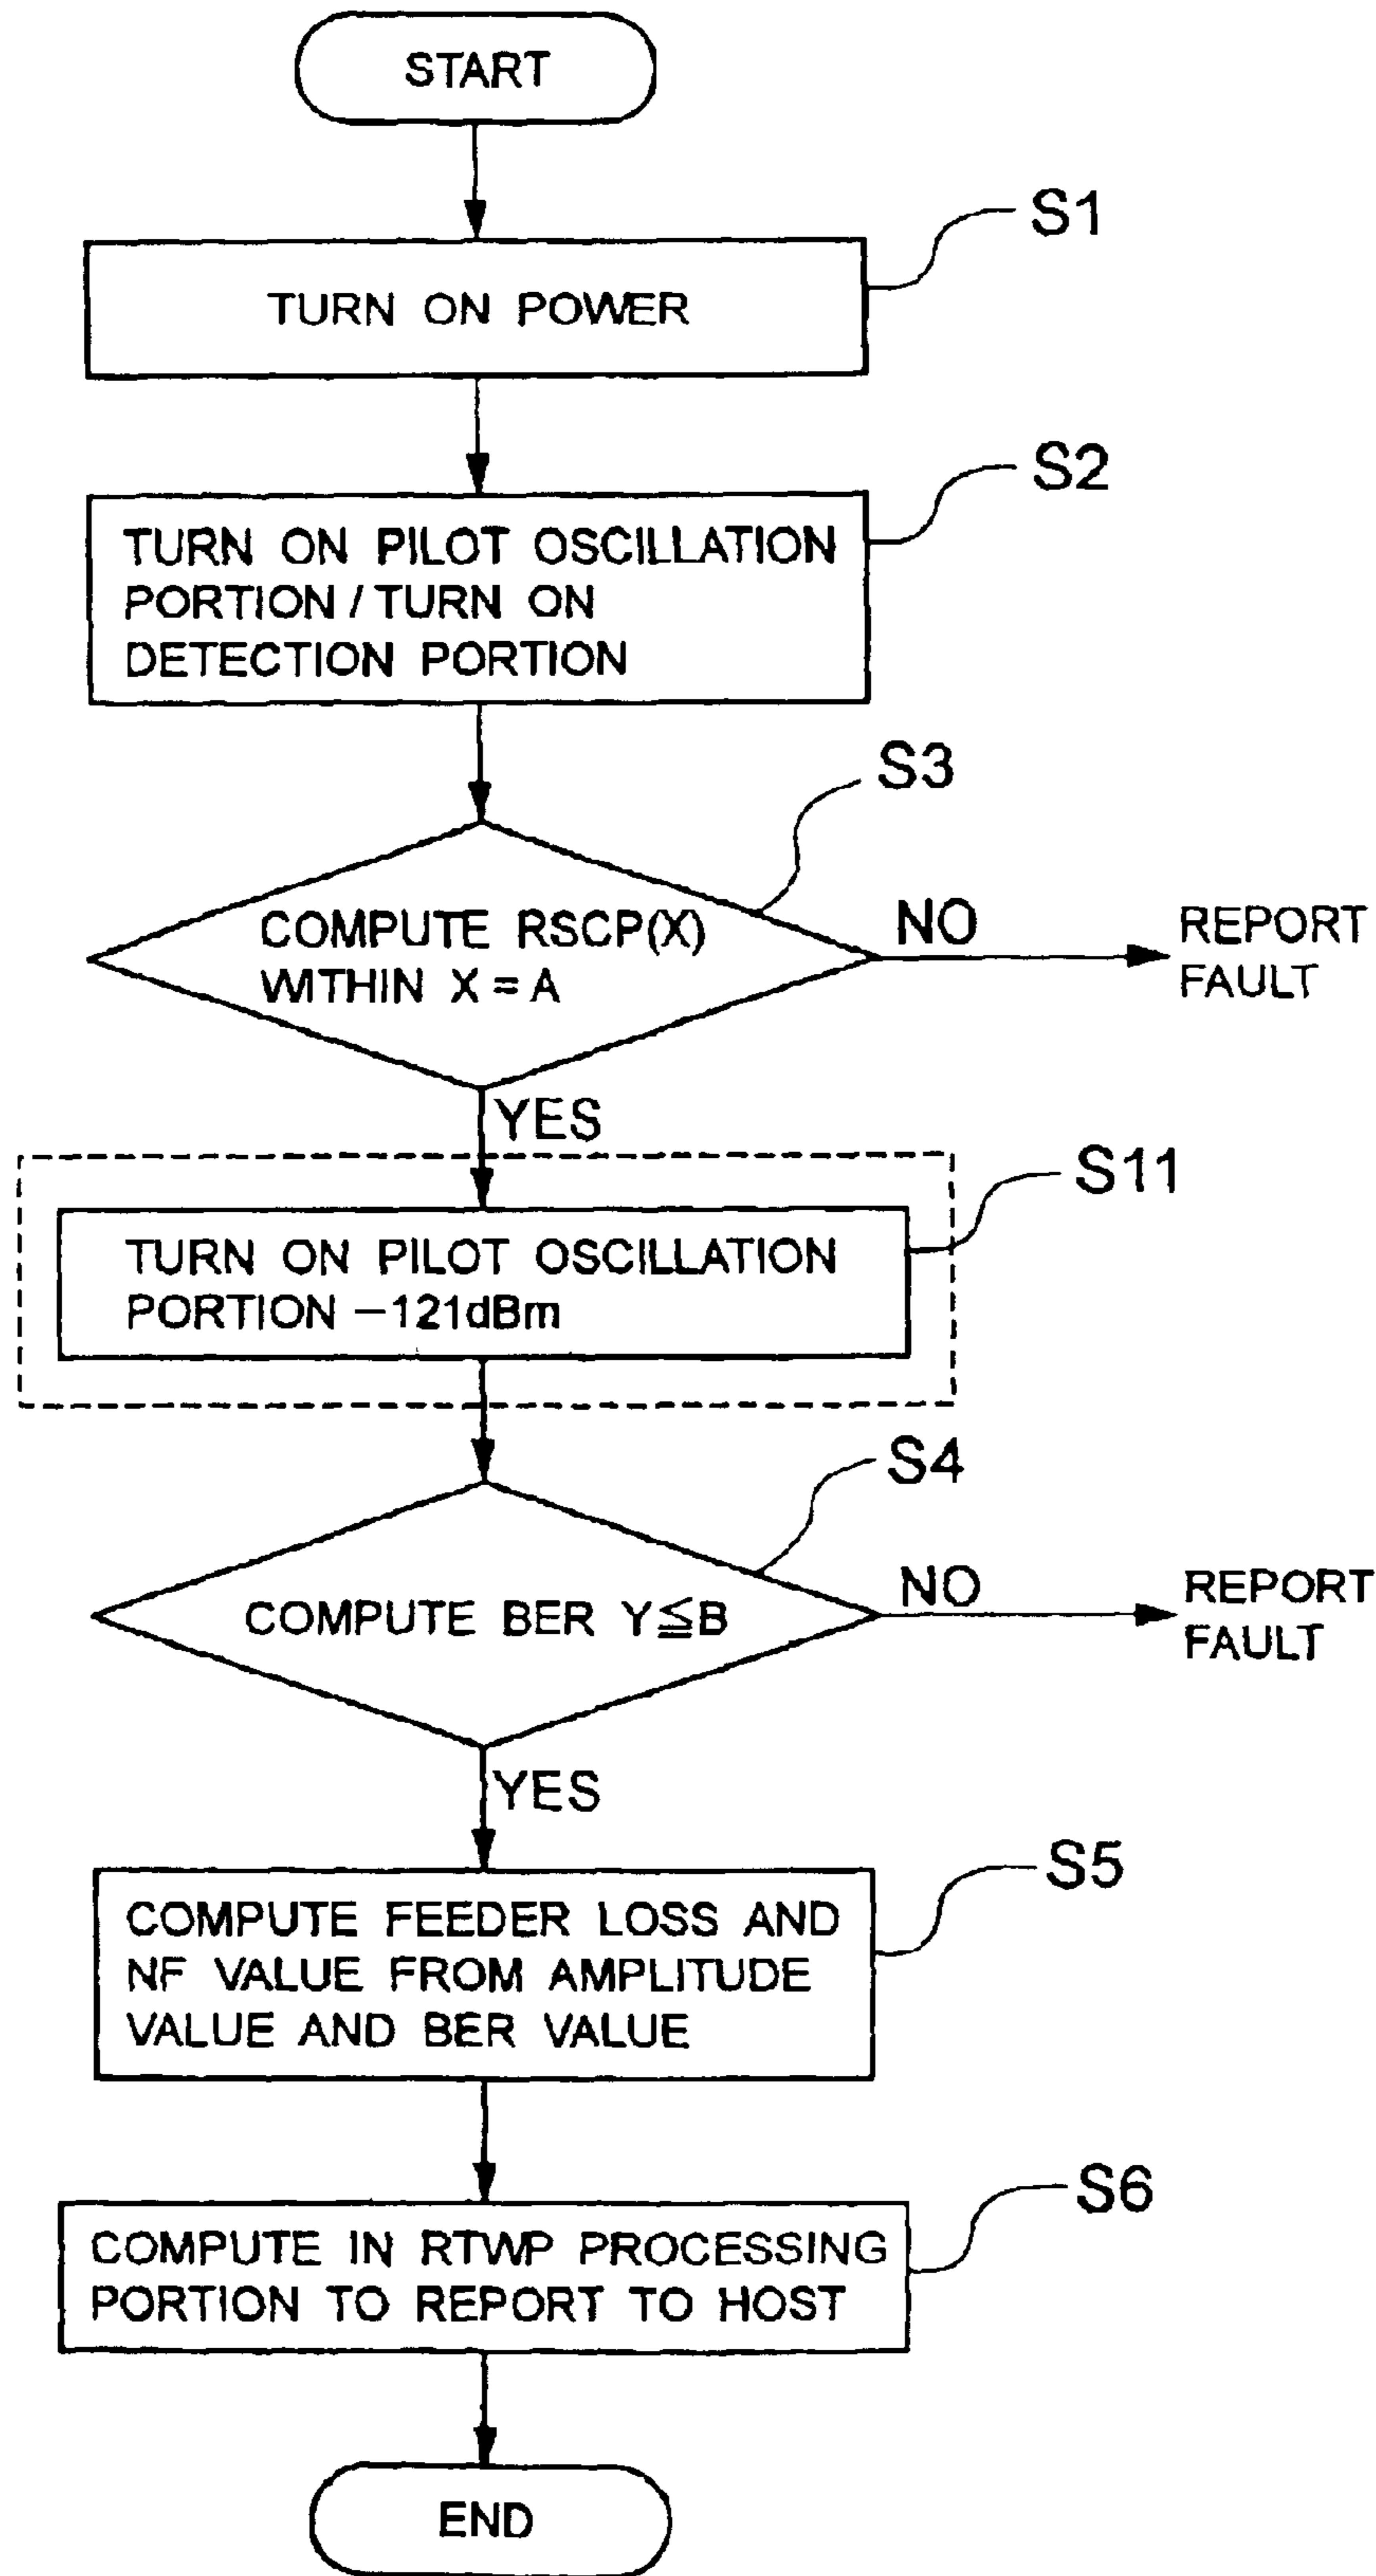 START
S1
TURN ON POWER
S2
TURN ON PILOT OSCILLATION
PORTION / TURN ON
DETECTION PORTION
S3
COMPUTE RSCP(X)
WITHIN X = A
NO
REPORT
FAULT
YES
S11
TURN ON PILOT OSCILLATION
PORTION −121dBm
S4
COMPUTE BER Y≦B
NO
REPORT
FAULT
YES
S5
COMPUTE FEEDER LOSS AND
NF VALUE FROM AMPLITUDE
VALUE AND BER VALUE
S6
COMPUTE IN RTWP PROCESSING
PORTION TO REPORT TO HOST
END